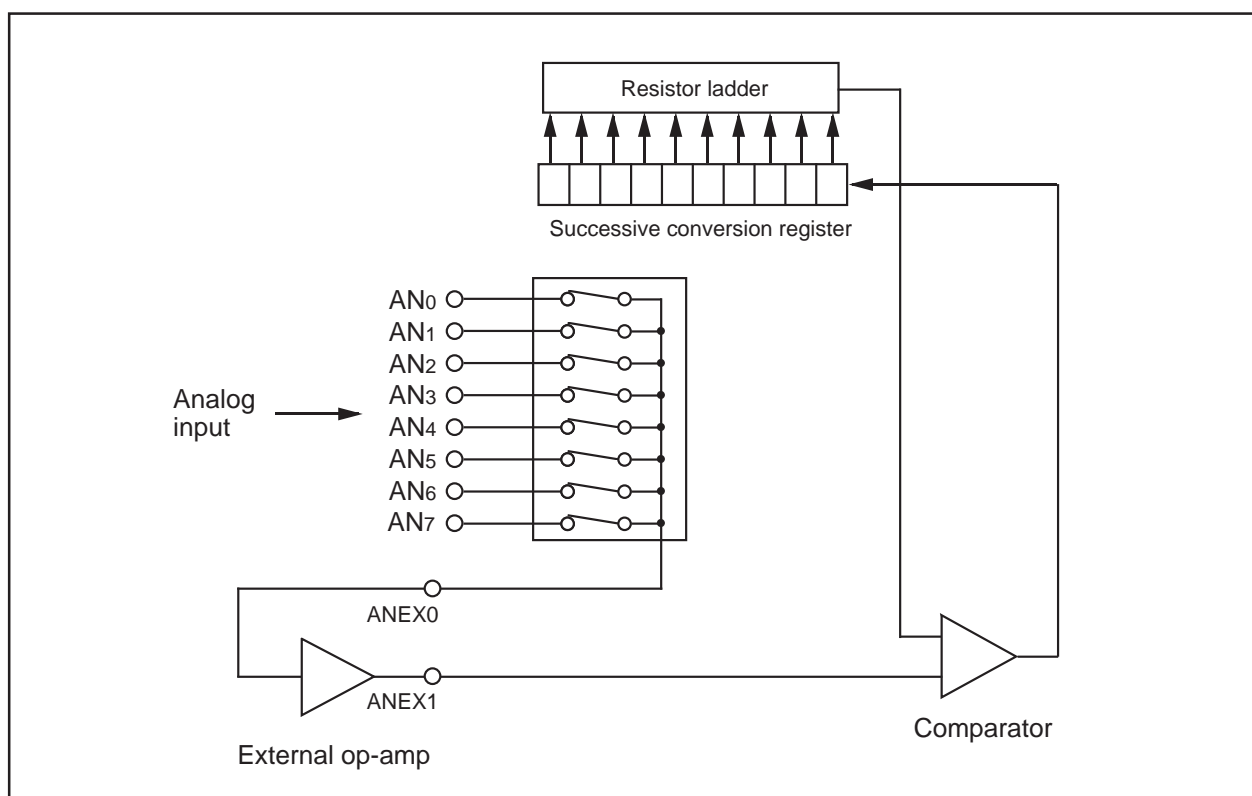 Resistor ladder
Successive conversion register
AN0
AN1
AN2
AN3
AN4
AN5
AN6
AN7
Analog
input
ANEX0
ANEX1
External op-amp
Comparator